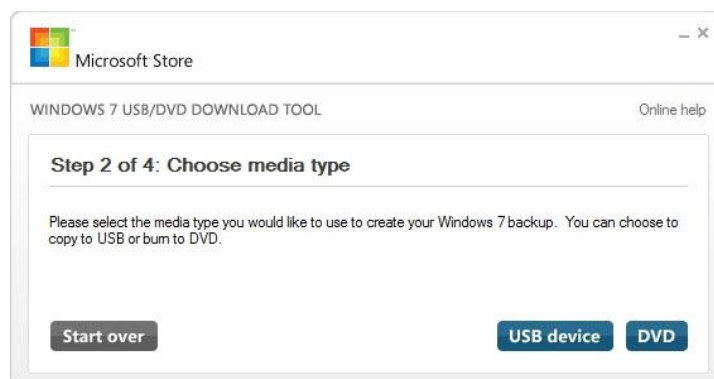 Microsoft Store
WINDOWS 7 USB/DVD DOWNLOAD TOOL Online help
Step 2 of 4: Choose media type
Please select the media type you would like to use to create your Windows 7 backup. You can choose to
copy to USB or burn to DVD.
Start over USB device DVD